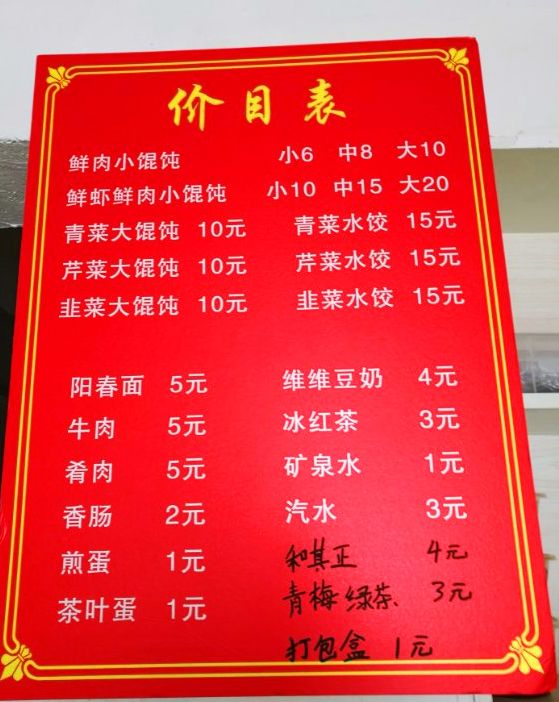 价目表
鲜肉小馄饨 小6 中8 大10
鲜虾鲜肉小馄饨 小10 中15 大20
青菜大馄饨 10元 青菜水饺 15元
芹菜大馄饨 10元 芹菜水饺 15元
韭菜大馄饨 10元 韭菜水饺 15元
阳春面 5元 维维豆奶 4元
牛肉 5元 冰红茶 3元
肴肉 5元 矿泉水 1元
香肠 2元 汽水 3元
煎蛋 1元 和其正 4元
茶叶蛋 1元 青梅绿茶 3元
打包盒 1元